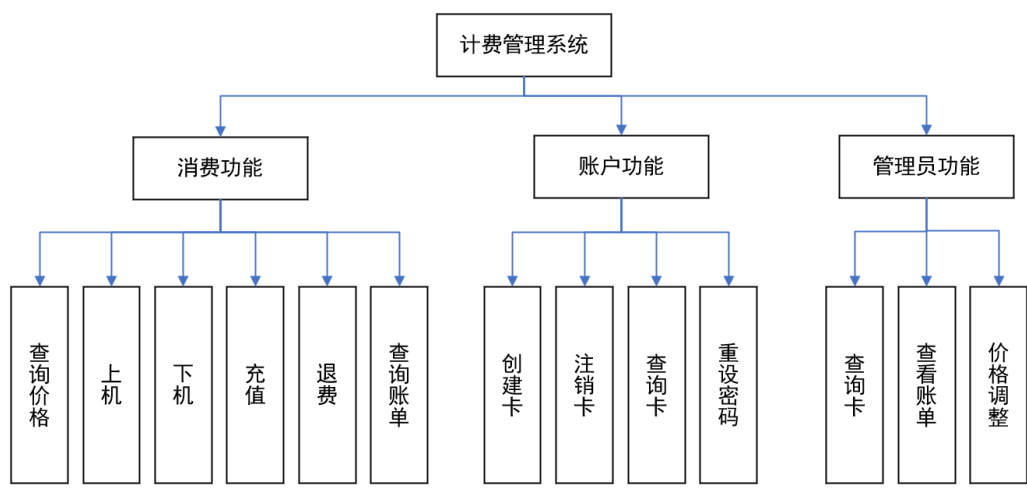 计费管理系统
消费功能
账户功能
管理员功能
查询价格
上机
下机
充值
退费
查询账单
创建卡
注销卡
查询卡
重设密码
查询卡
查看账单
价格调整